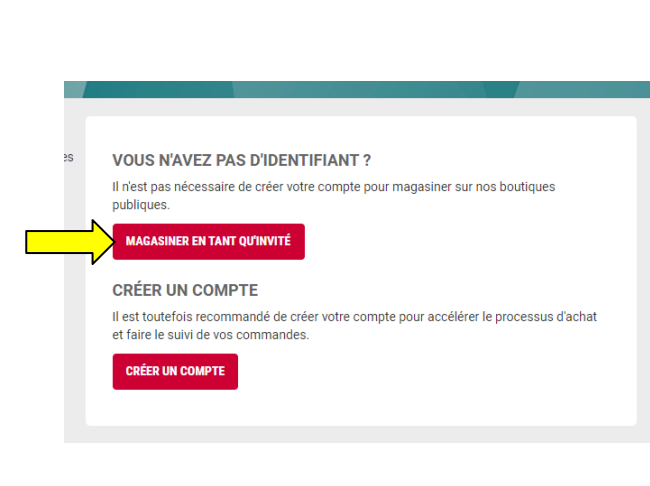 es
VOUS N'AVEZ PAS D'IDENTIFIANT ?
Il n'est pas nécessaire de créer votre compte pour magasiner sur nos boutiques
publiques.
MAGASINER EN TANT QU'INVITÉ
CRÉER UN COMPTE
Il est toutefois recommandé de créer votre compte pour accélérer le processus d'achat
et faire le suivi de vos commandes.
CRÉER UN COMPTE